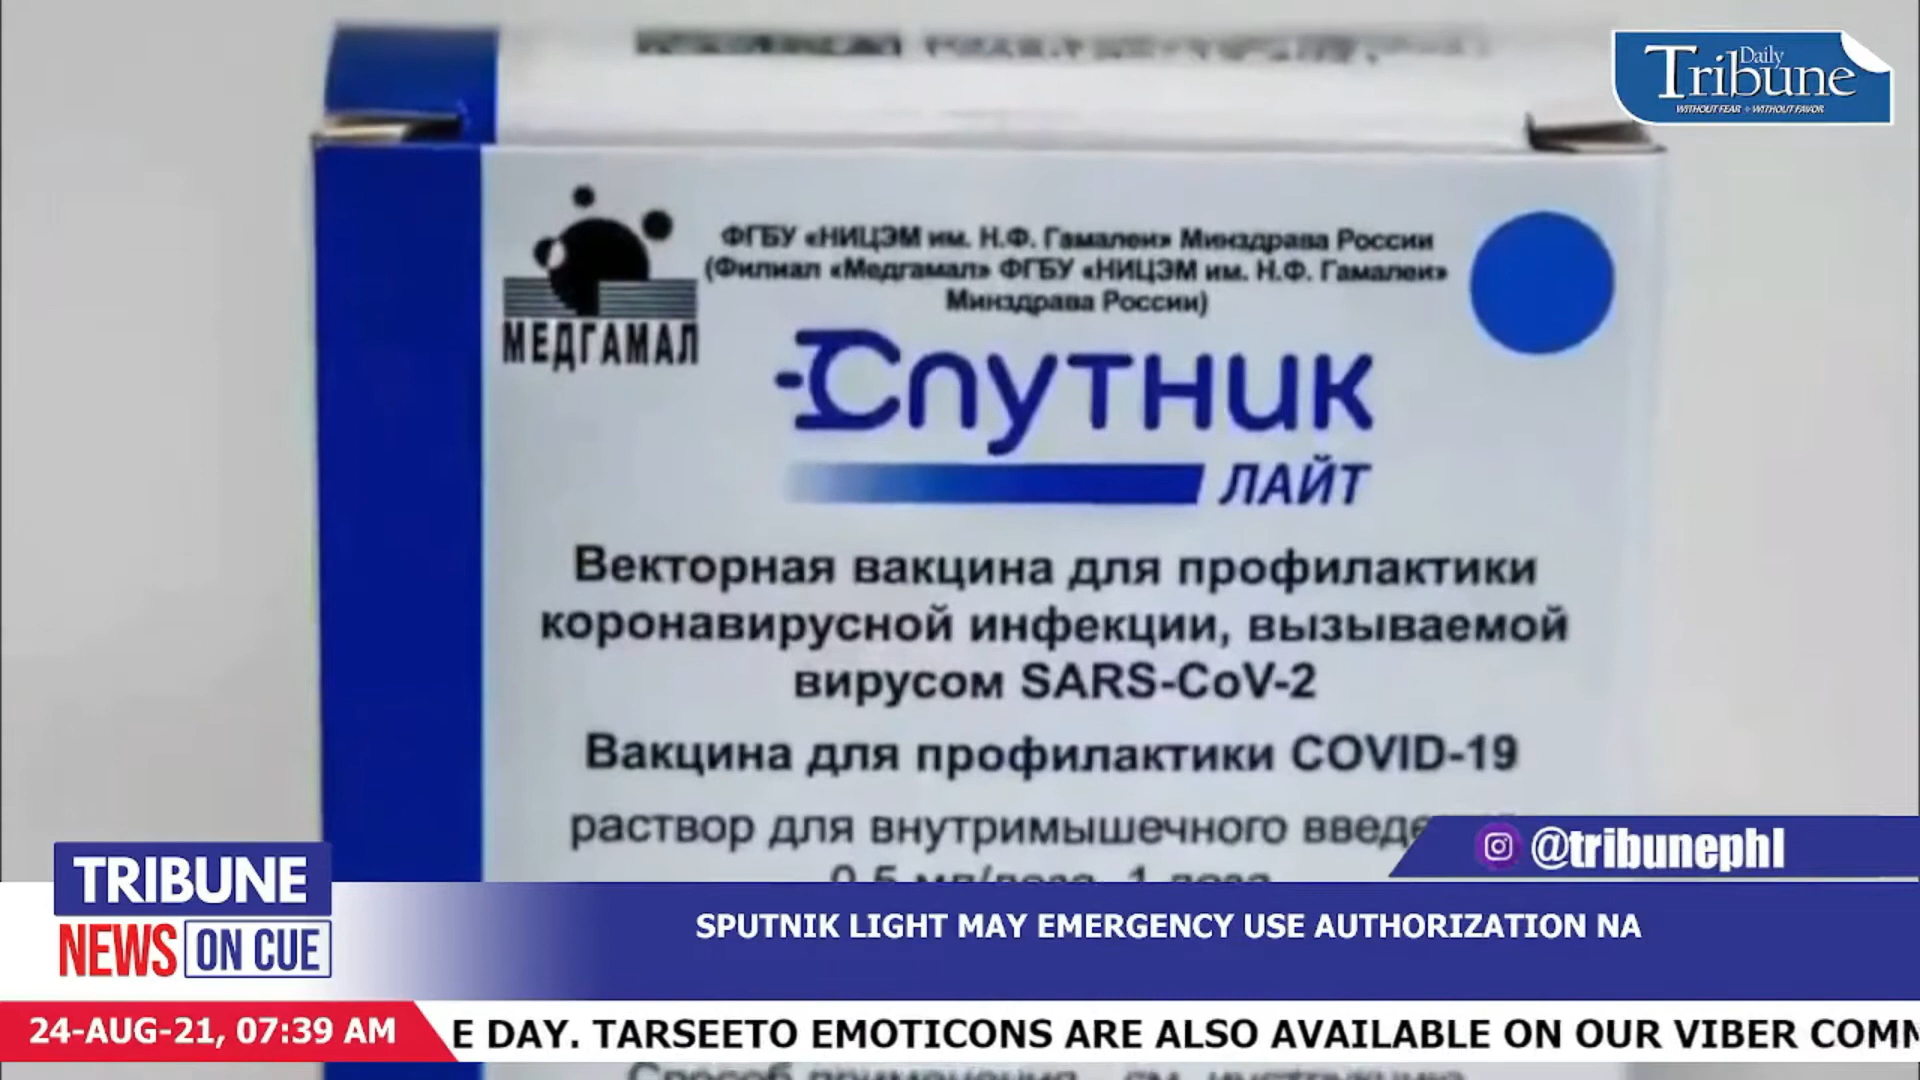 Daily
Tribune
WITHOUT FEAR + WITHOUT FAVOR
ФГБУ «НИЦЭМ им. Н.Ф. Гамалеи» Минздрава России
(Филиал «Медгамал» ФГБУ «НИЦЭМ им. Н.Ф. Гамалеи»
Минздрава России)
МЕДГАМАЛ
Спутник
ЛАЙТ
Векторная вакцина для профилактики
коронавирусной инфекции, вызываемой
вирусом SARS-CoV-2
Вакцина для профилактики COVID-19
раствор для внутримышечного
@tribunephl
TRIBUNE
NEWS ON CUE
SPUTNIK LIGHT MAY EMERGENCY USE AUTHORIZATION NA
24-AUG-21, 07:39 AM
E DAY. TARSEETO EMOTICONS ARE ALSO AVAILABLE ON OUR VIBER COMM